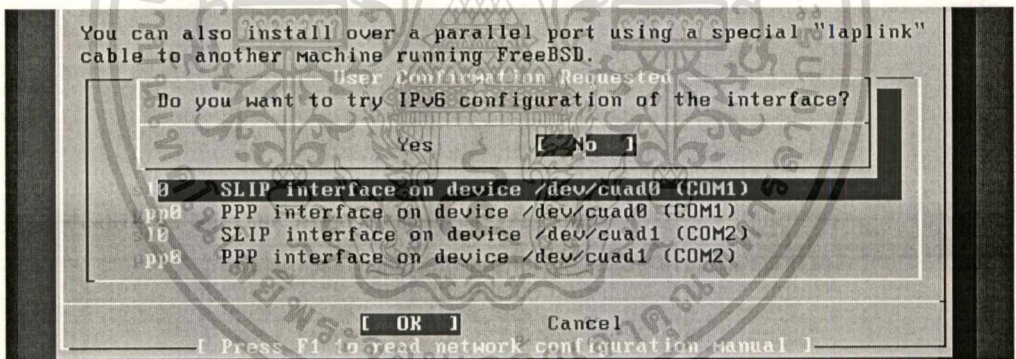 You can also install over a parallel port using a special "laplink"
cable to another machine running FreeBSD.
User Confirmation Requested
Do you want to try IPv6 configuration of the interface?
Yes [ No ]
sl0 SLIP interface on device /dev/cuad0 (COM1)
pp0 PPP interface on device /dev/cuad0 (COM1)
sl0 SLIP interface on device /dev/cuad1 (COM2)
pp0 PPP interface on device /dev/cuad1 (COM2)
[ OK ] Cancel
[ Press F1 to read network configuration manual ]